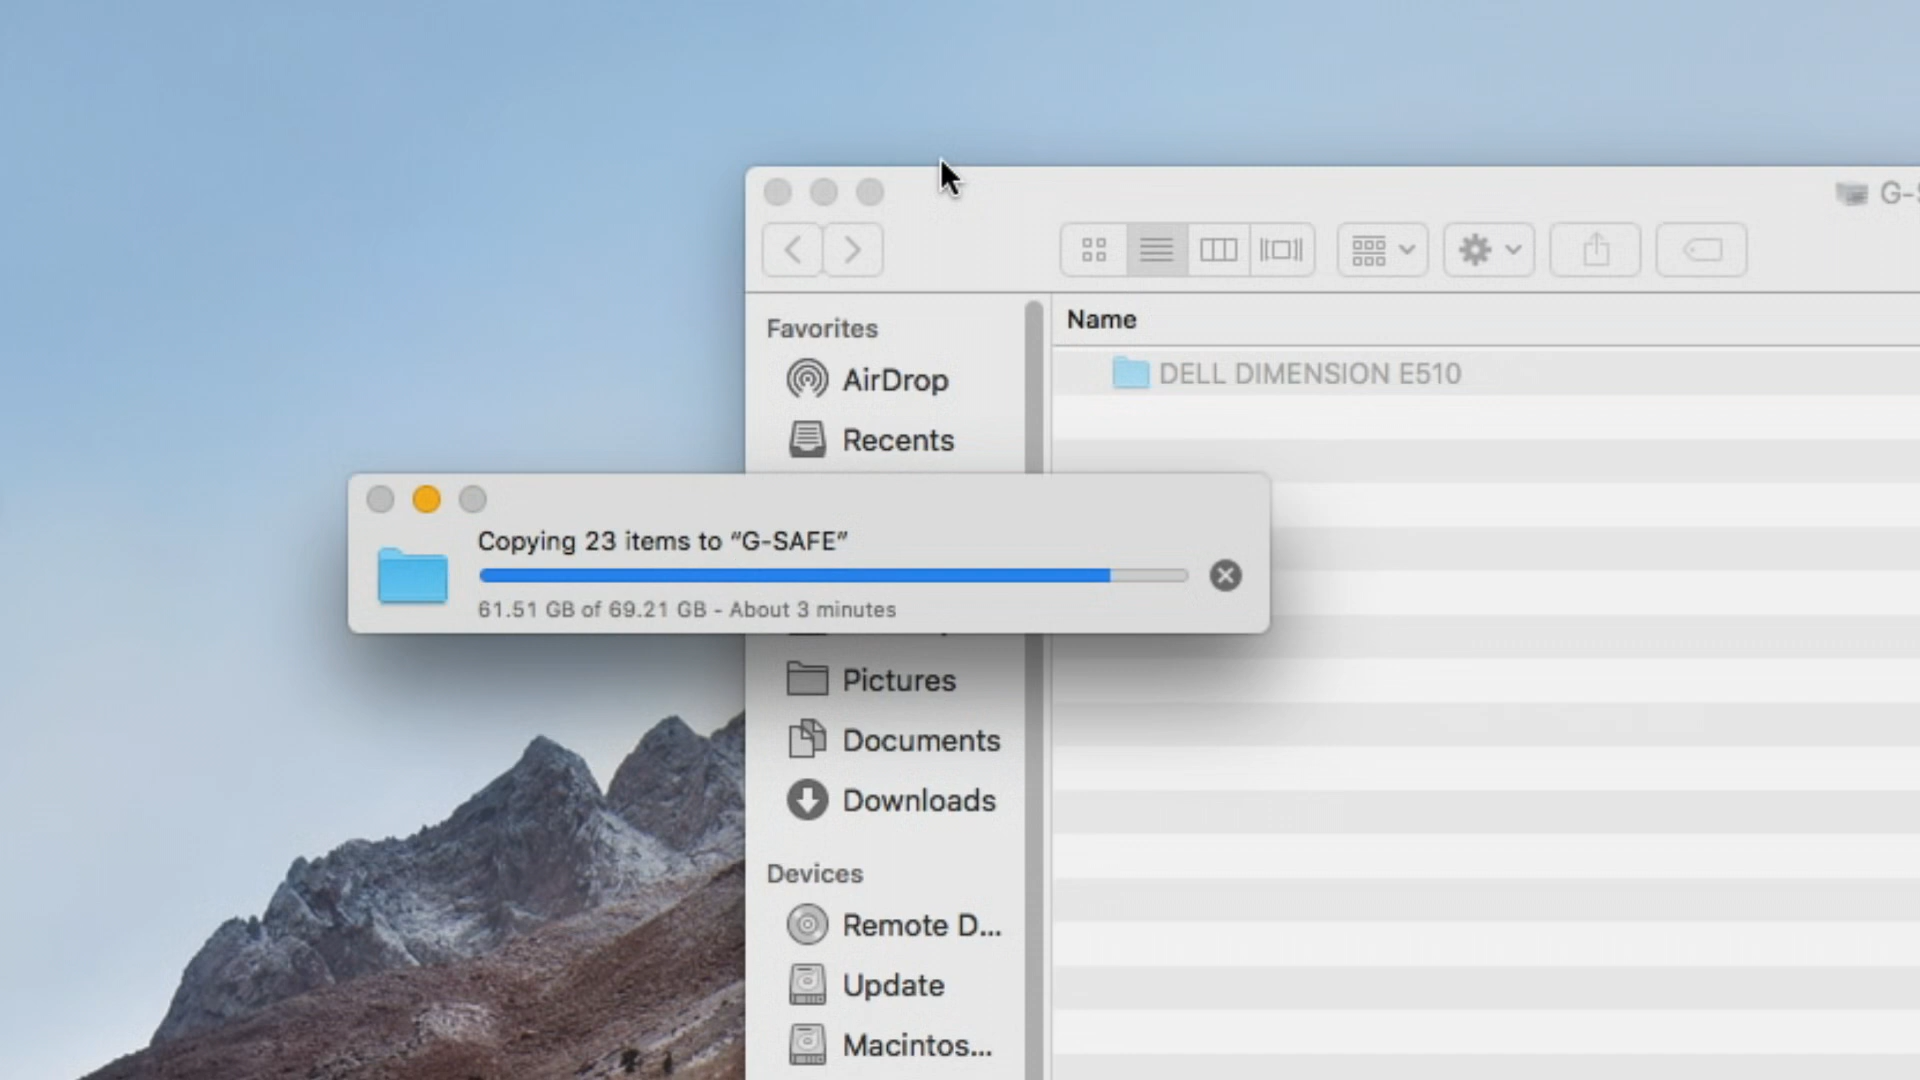 G-S
Name
Favorites
AirDrop
Recents
DELL DIMENSION E510
Copying 23 items to “G-SAFE”
61.51 GB of 69.21 GB - About 3 minutes
Pictures
Documents
Downloads
Devices
Remote D...
Update
Macintos...